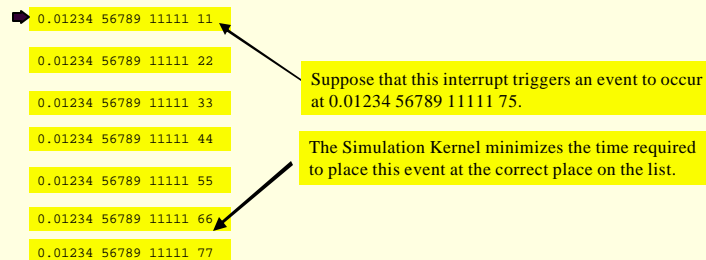 0.01234 56789 11111 11
0.01234 56789 11111 22
0.01234 56789 11111 33
0.01234 56789 11111 44
0.01234 56789 11111 55
0.01234 56789 11111 66
0.01234 56789 11111 77
Suppose that this interrupt triggers an event to occur
at 0.01234 56789 11111 75.
The Simulation Kernel minimizes the time required
to place this event at the correct place on the list.